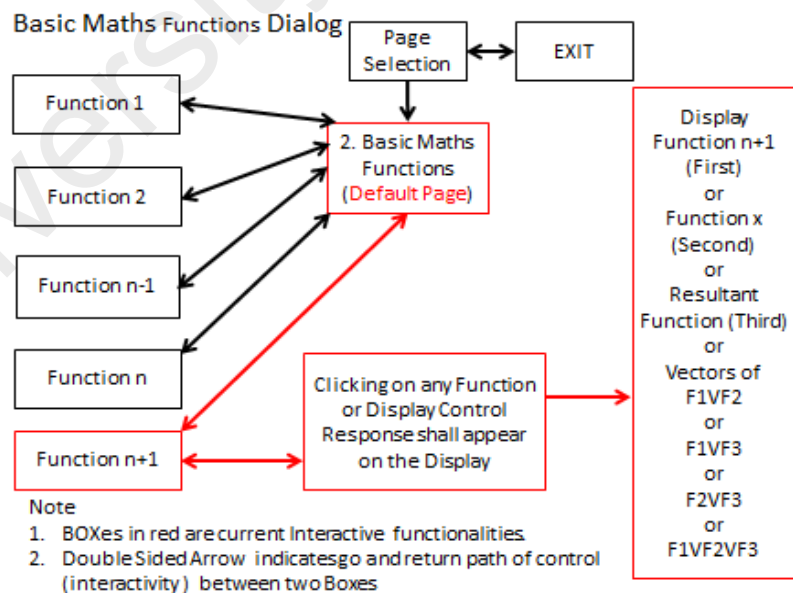 Basic Maths Functions Dialog
Page
Selection
EXIT
Function 1
Function 2
Function n-1
Function n
Function n+1
2. Basic Maths
Functions
(Default Page)
Clicking on any Function
or Display Control
Response shall appear
on the Display
Display
Function n+1
(First)
or
Function x
(Second)
or
Resultant
Function (Third)
or
Vectors of
F1VF2
or
F1VF3
or
F2VF3
or
F1VF2VF3
Note
1. BOXes in red are current Interactive functionalities.
2. Double Sided Arrow indicates go and return path of control
(interactivity) between two Boxes